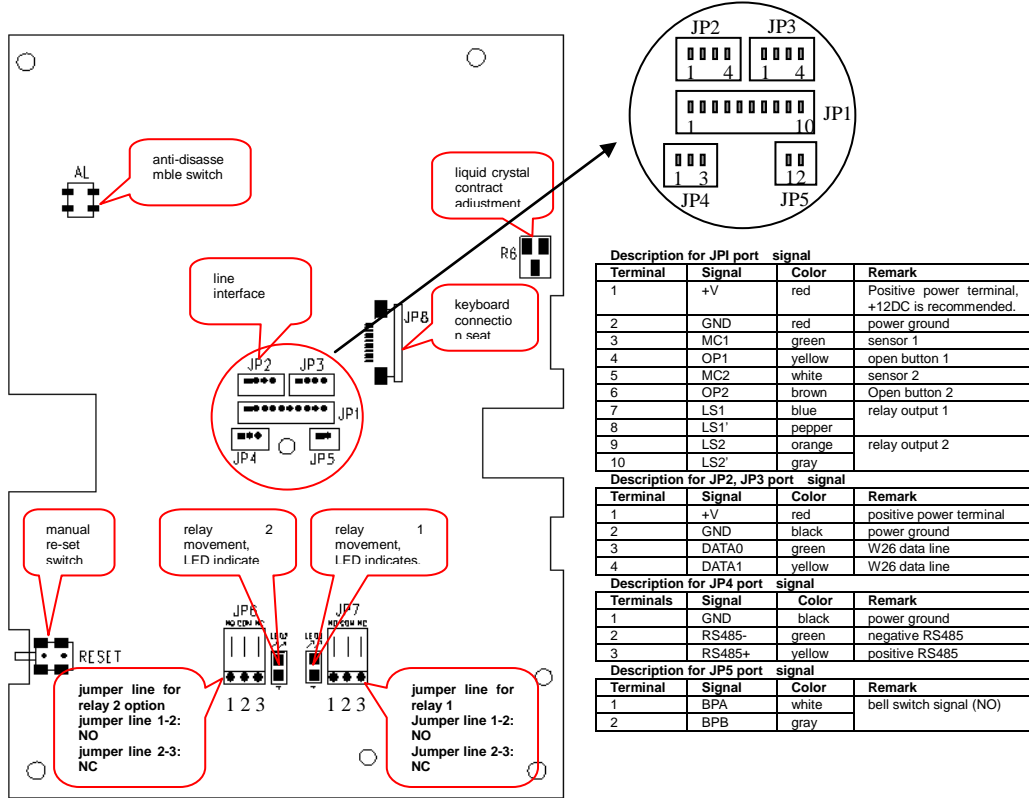 JP2 JP3
1 4 1 4
JP1
1 10
1 3 12
JP4 JP5
AL
anti-disasse
mble switch
liquid crystal
contract
adjustment
R6
line
interface
keyboard
connectio
n seat
JP8
JP2 JP3
JP1
JP4 JP5
manual
re-set
switch
relay 2
movement,
LED indicate
relay 1
movement,
LED indicates.
JP6 JP7
NO COM NC
NO COM NC
RESET
1 2 3 1 2 3
jumper line for
relay 2 option
jumper line 1-2:
NO
jumper line 2-3:
NC
jumper line for
relay 1
Jumper line 1-2:
NO
Jumper line 2-3:
NC
Description for JPI port signal
Terminal Signal Color Remark
1 +V red Positive power terminal,
+12DC is recommended.
2 GND red power ground
3 MC1 green sensor 1
4 OP1 yellow open button 1
5 MC2 white sensor 2
6 OP2 brown Open button 2
7 LS1 blue relay output 1
8 LS1' pepper
9 LS2 orange relay output 2
10 LS2' gray
Description for JP2, JP3 port signal
Terminal Signal Color Remark
1 +V red positive power terminal
2 GND black power ground
3 DATA0 green W26 data line
4 DATA1 yellow W26 data line
Description for JP4 port signal
Terminals Signal Color Remark
1 GND black power ground
2 RS485- green negative RS485
3 RS485+ yellow positive RS485
Description for JP5 port signal
Terminal Signal Color Remark
1 BPA white bell switch signal (NO)
2 BPB gray